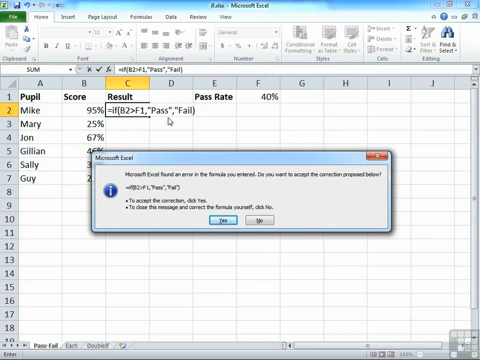 if.xlsx - Microsoft Excel
File Home Insert Page Layout Formulas Data Review View
Paste
Calibri
Conditional Formatting
Format as Table
Cell Styles
Insert
Delete
Format
Sort & Filter
Find & Select
Clipboard Font Alignment Number Styles Cells Editing
SUM =if(B2>F1,"Pass","Fail)
A B C D E F G H I J
1 Pupil Score Result Pass Rate 40%
2 Mike 95% =if(B2>F1,"Pass","Fail)
3 Mary 25%
4 Jon 67%
5 Gillian 46%
6 Sally
7 Guy
8
9
10
11
12
13
14
15
16
17
18
Microsoft Excel
Microsoft Excel found an error in the formula you entered. Do you want to accept the correction proposed below?
=if(B2>F1,"Pass","Fail")
• To accept the correction, click Yes.
• To close this message and correct the formula yourself, click No.
Yes No
Pass-Fail Each DoubleIf
Enter 145%